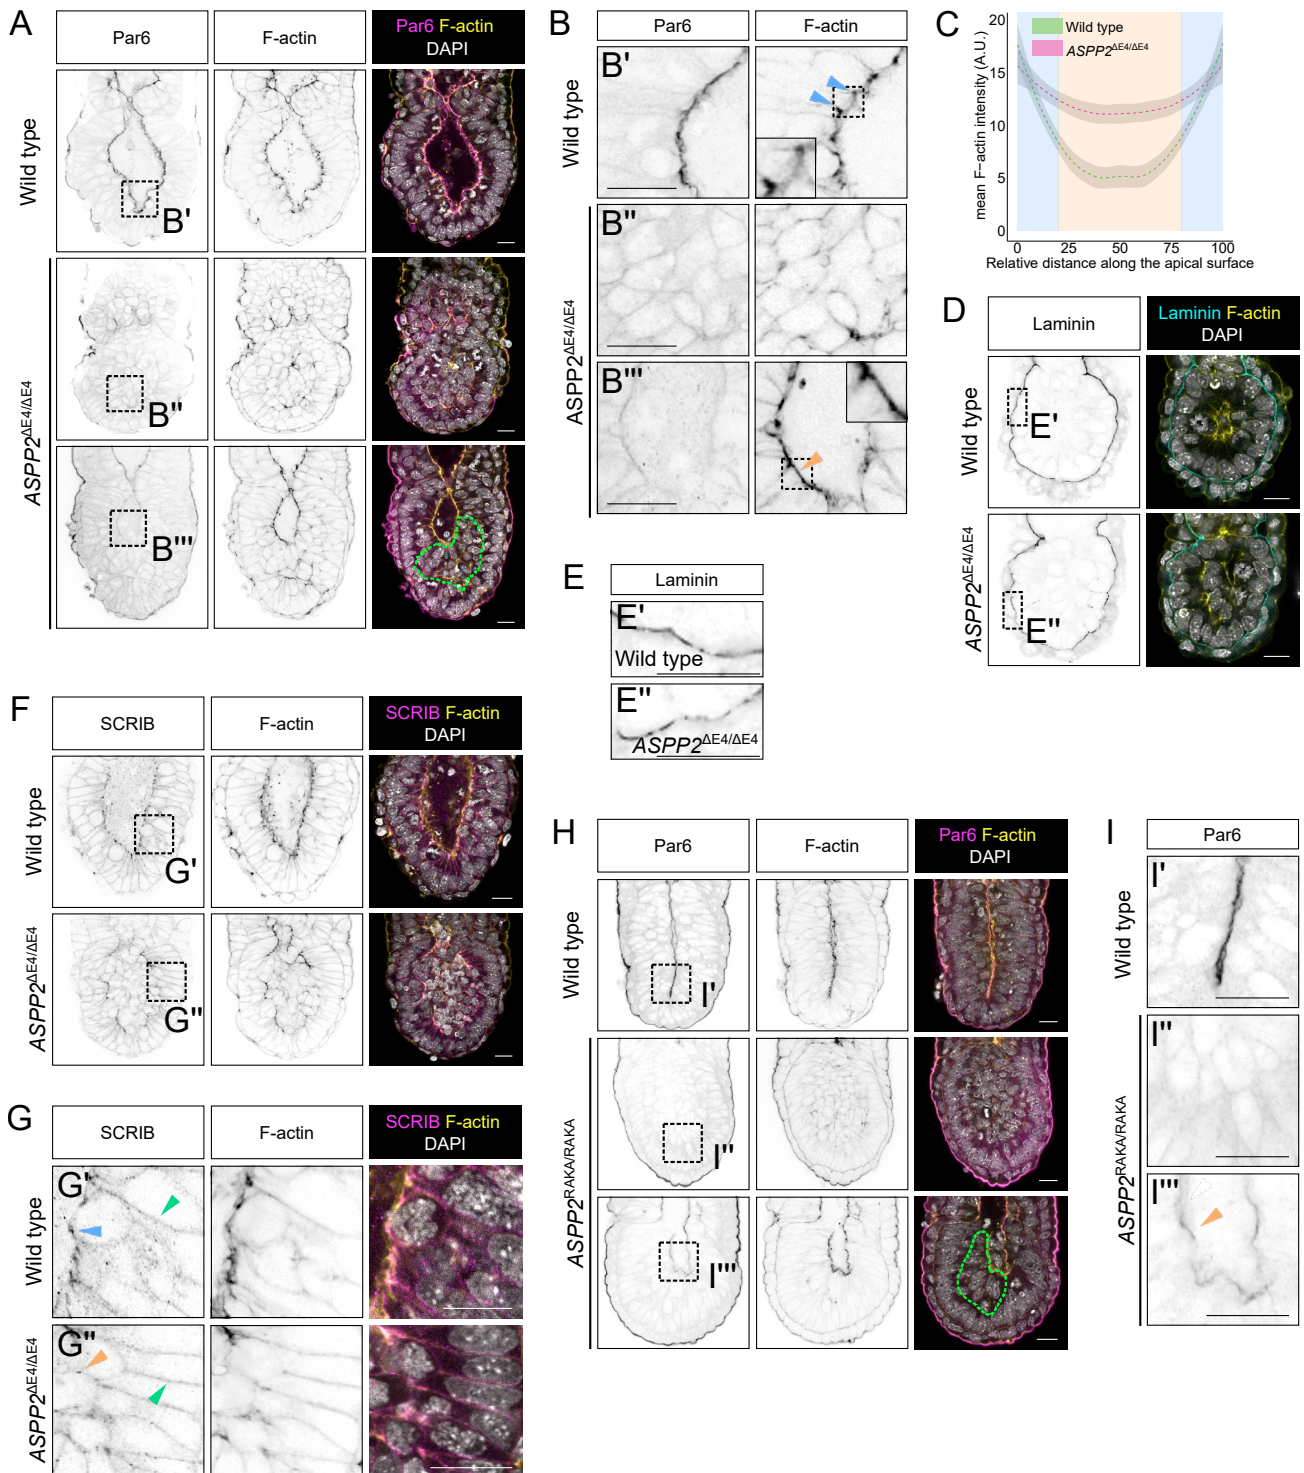 A
Par6
F-actin
Par6 F-actin
DAPI
Wild type
B'
ASPP2ΔE4/ΔE4
B"
B'''
B
Par6
F-actin
Wild type
B'
ASPP2ΔE4/ΔE4
B"
B'''
C
mean F-actin intensity (A.U.)
20
15
10
5
0
Wild type
ASPP2ΔE4/ΔE4
0 25 50 75 100
Relative distance along the apical surface
D
Laminin
Laminin F-actin
DAPI
Wild type
E'
ASPP2ΔE4/ΔE4
E"
E
Laminin
E'
Wild type
E"
ASPP2ΔE4/ΔE4
F
SCRIB
F-actin
SCRIB F-actin
DAPI
Wild type
G'
ASPP2ΔE4/ΔE4
G"
G
SCRIB
F-actin
SCRIB F-actin
DAPI
Wild type
G'
ASPP2ΔE4/ΔE4
G"
H
Par6
F-actin
Par6 F-actin
DAPI
Wild type
I'
ASPP2RAKA/RAKA
I"
I'''
I
Par6
Wild type
I'
ASPP2RAKA/RAKA
I"
I'''